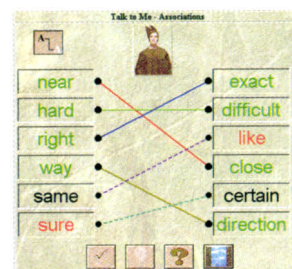 Talk to Me - Associations
near exact
hard difficult
right like
way close
same certain
sure direction